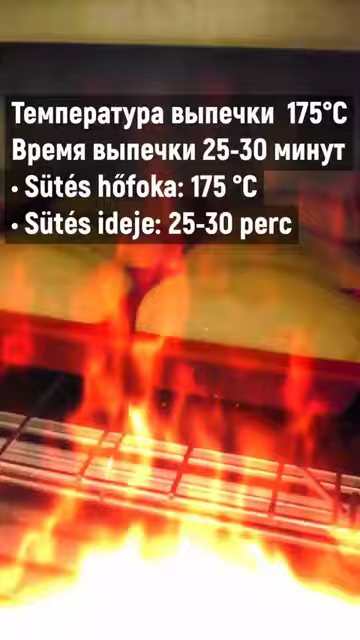 Температура выпечки 175°C
Время выпечки 25-30 минут
• Sütés hőfoka: 175 °C
• Sütés ideje: 25-30 perc